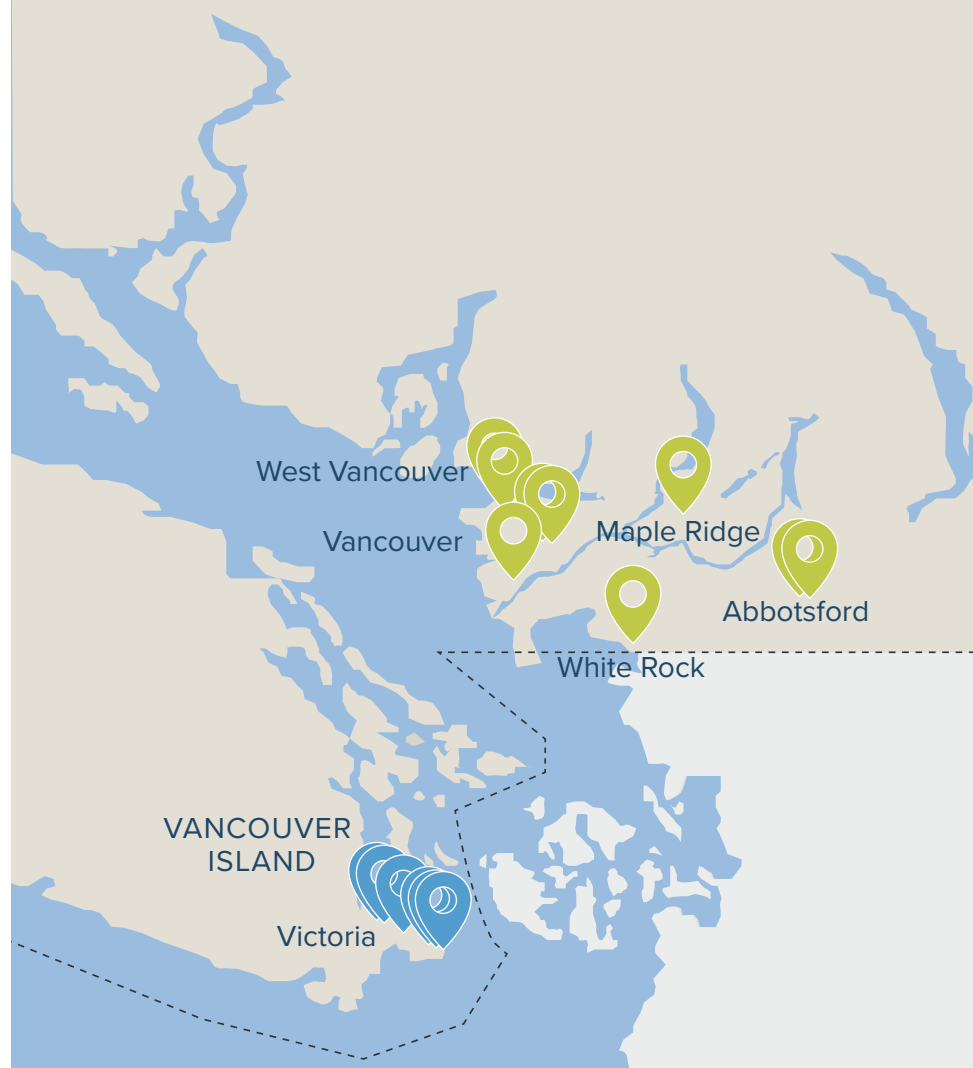 West Vancouver
Vancouver
Maple Ridge
Abbotsford
White Rock
VANCOUVER
ISLAND
Victoria